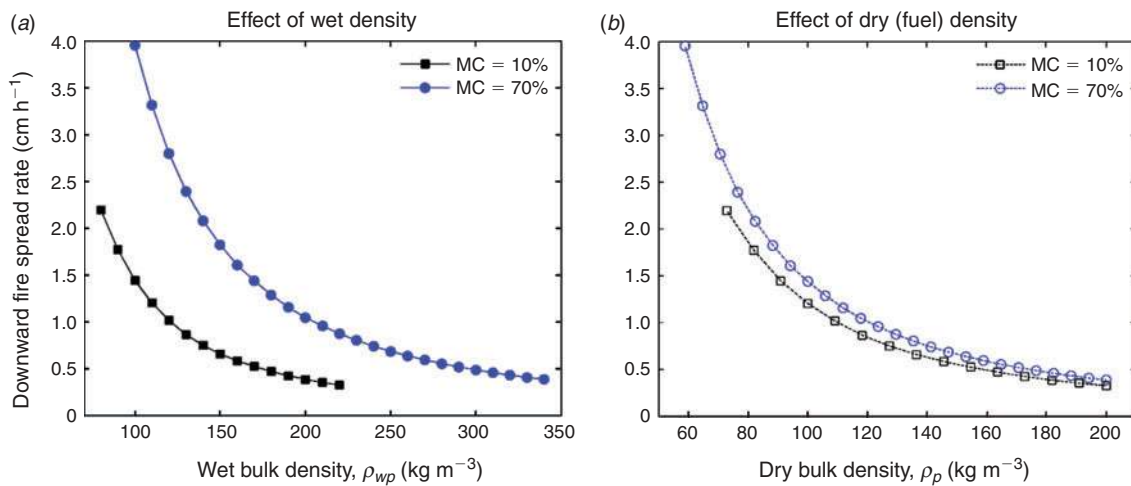 (a) Effect of wet density
4.0
3.5
3.0
2.5
2.0
1.5
1.0
0.5
0
Downward fire spread rate (cm h⁻¹)
MC = 10%
MC = 70%
100 150 200 250 300 350
Wet bulk density, ρwp (kg m⁻³)
(b) Effect of dry (fuel) density
4.0
3.5
3.0
2.5
2.0
1.5
1.0
0.5
0
MC = 10%
MC = 70%
60 80 100 120 140 160 180 200
Dry bulk density, ρp (kg m⁻³)